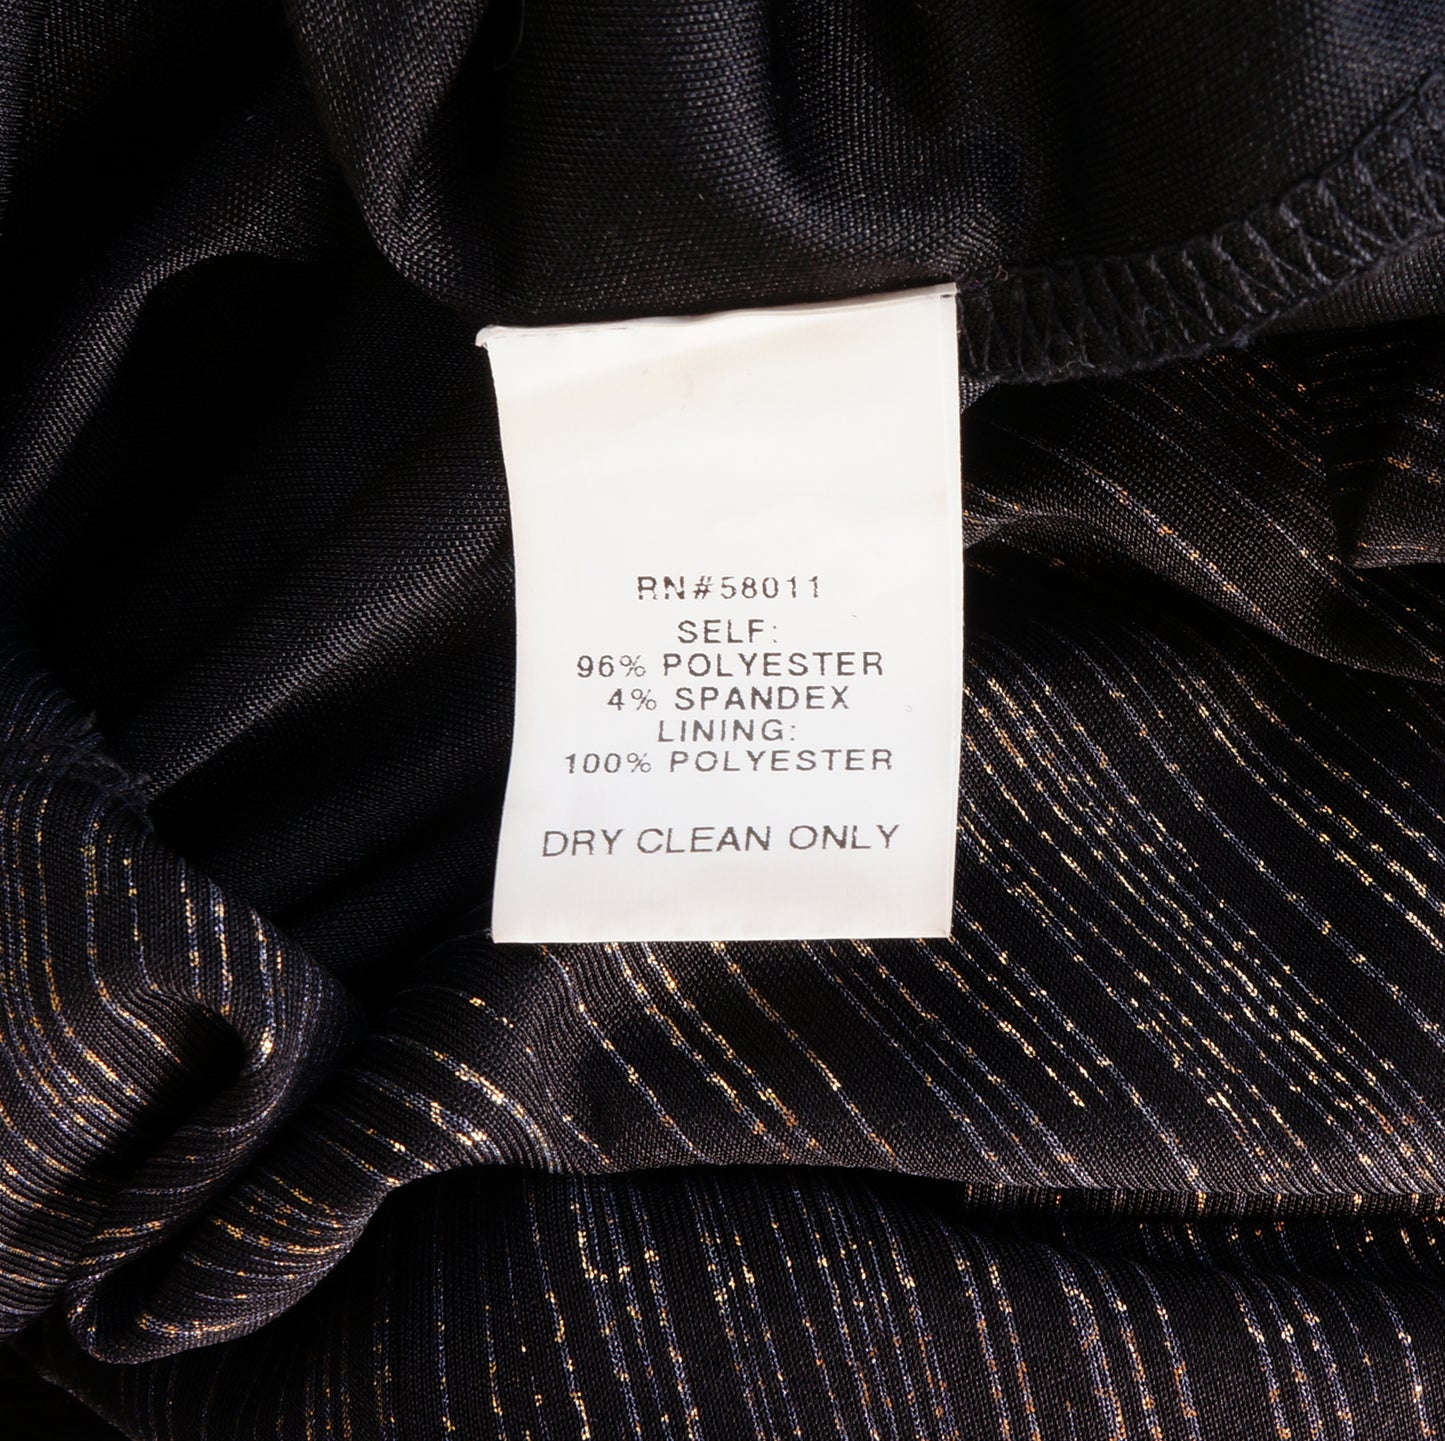 RN#58011
SELF:
96% POLYESTER
4% SPANDEX
LINING:
100% POLYESTER
DRY CLEAN ONLY